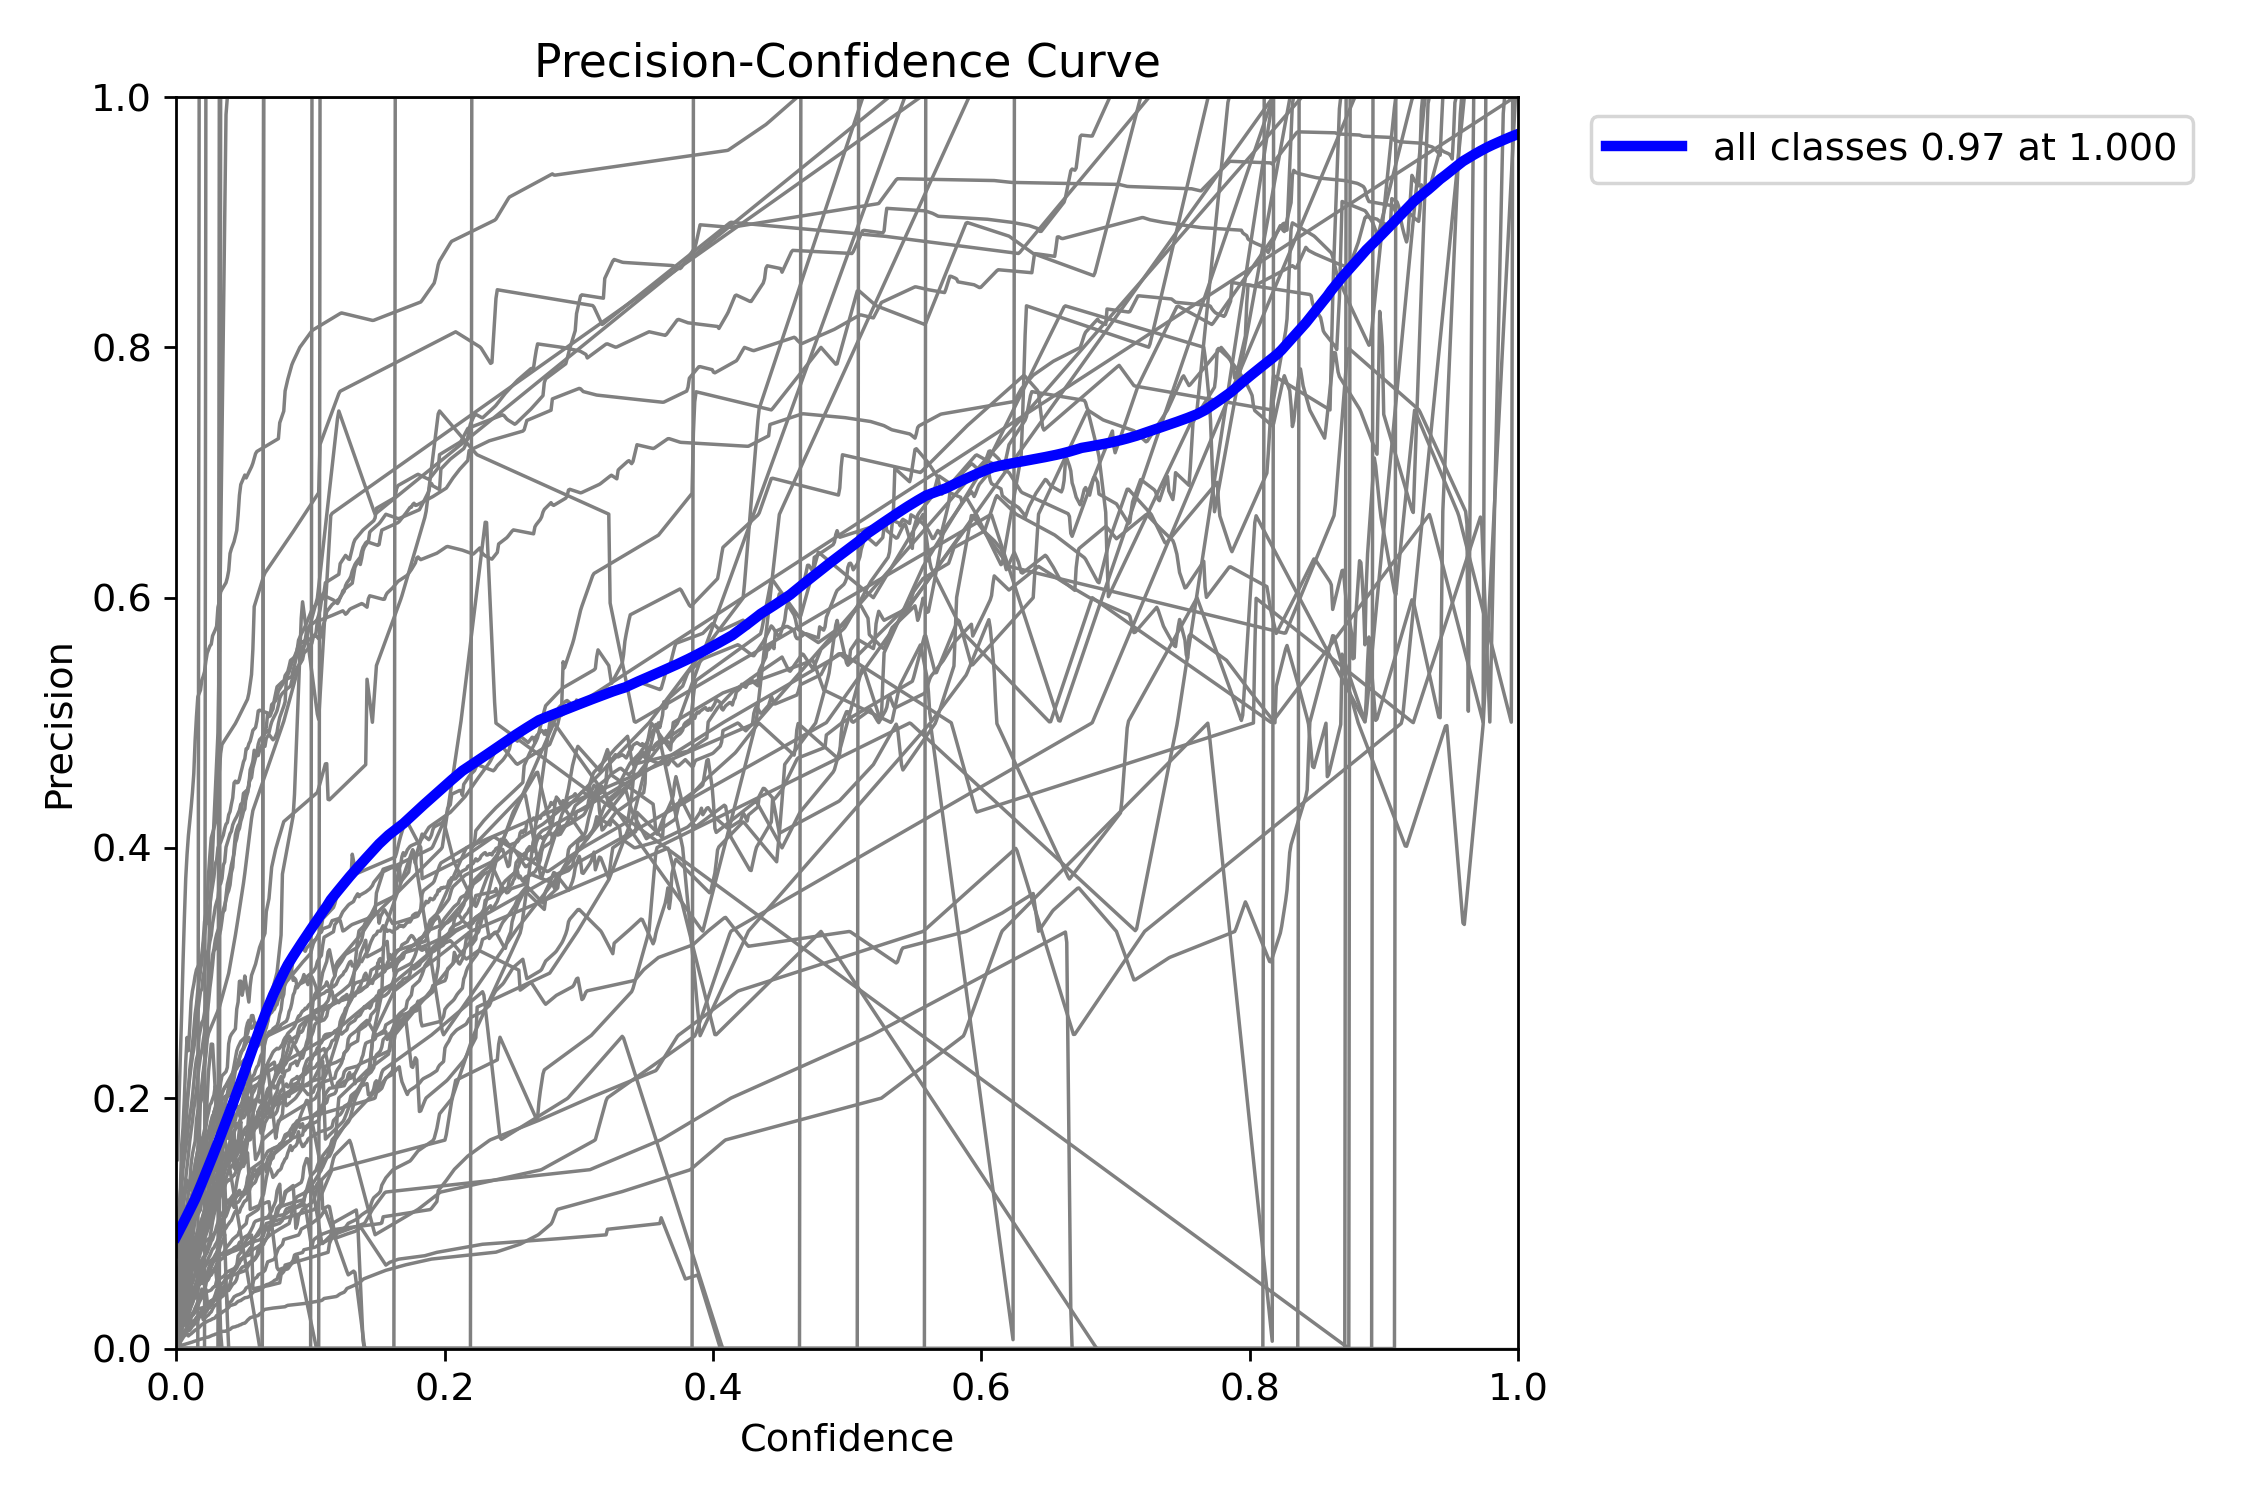 Precision-Confidence Curve
all classes 0.97 at 1.000
Precision
1.0
0.8
0.6
0.4
0.2
0.0
0.0 0.2 0.4 0.6 0.8 1.0
Confidence